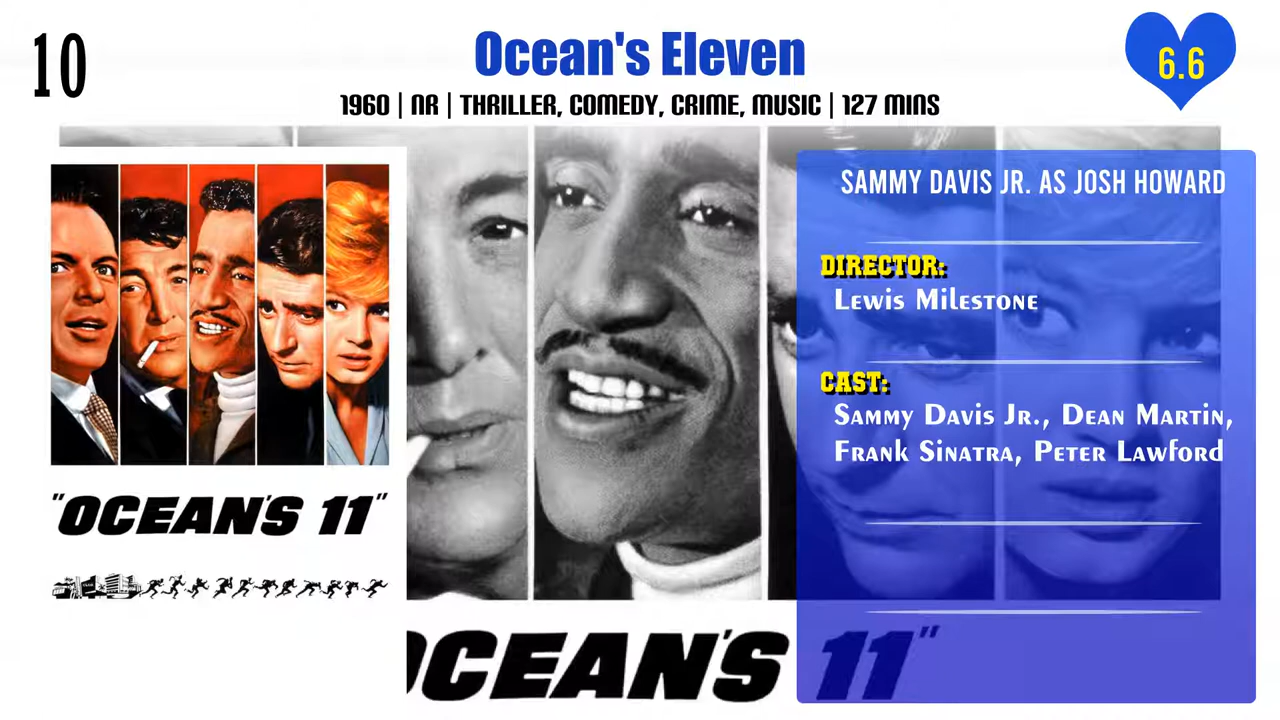 10
Ocean's Eleven
6.6
1960 | NR | THRILLER, COMEDY, CRIME, MUSIC | 127 MINS
SAMMY DAVIS JR. AS JOSH HOWARD
DIRECTOR:
Lewis Milestone
CAST:
Sammy Davis Jr., Dean Martin,
Frank Sinatra, Peter Lawford
"OCEAN'S 11"
OCEAN'S 11"